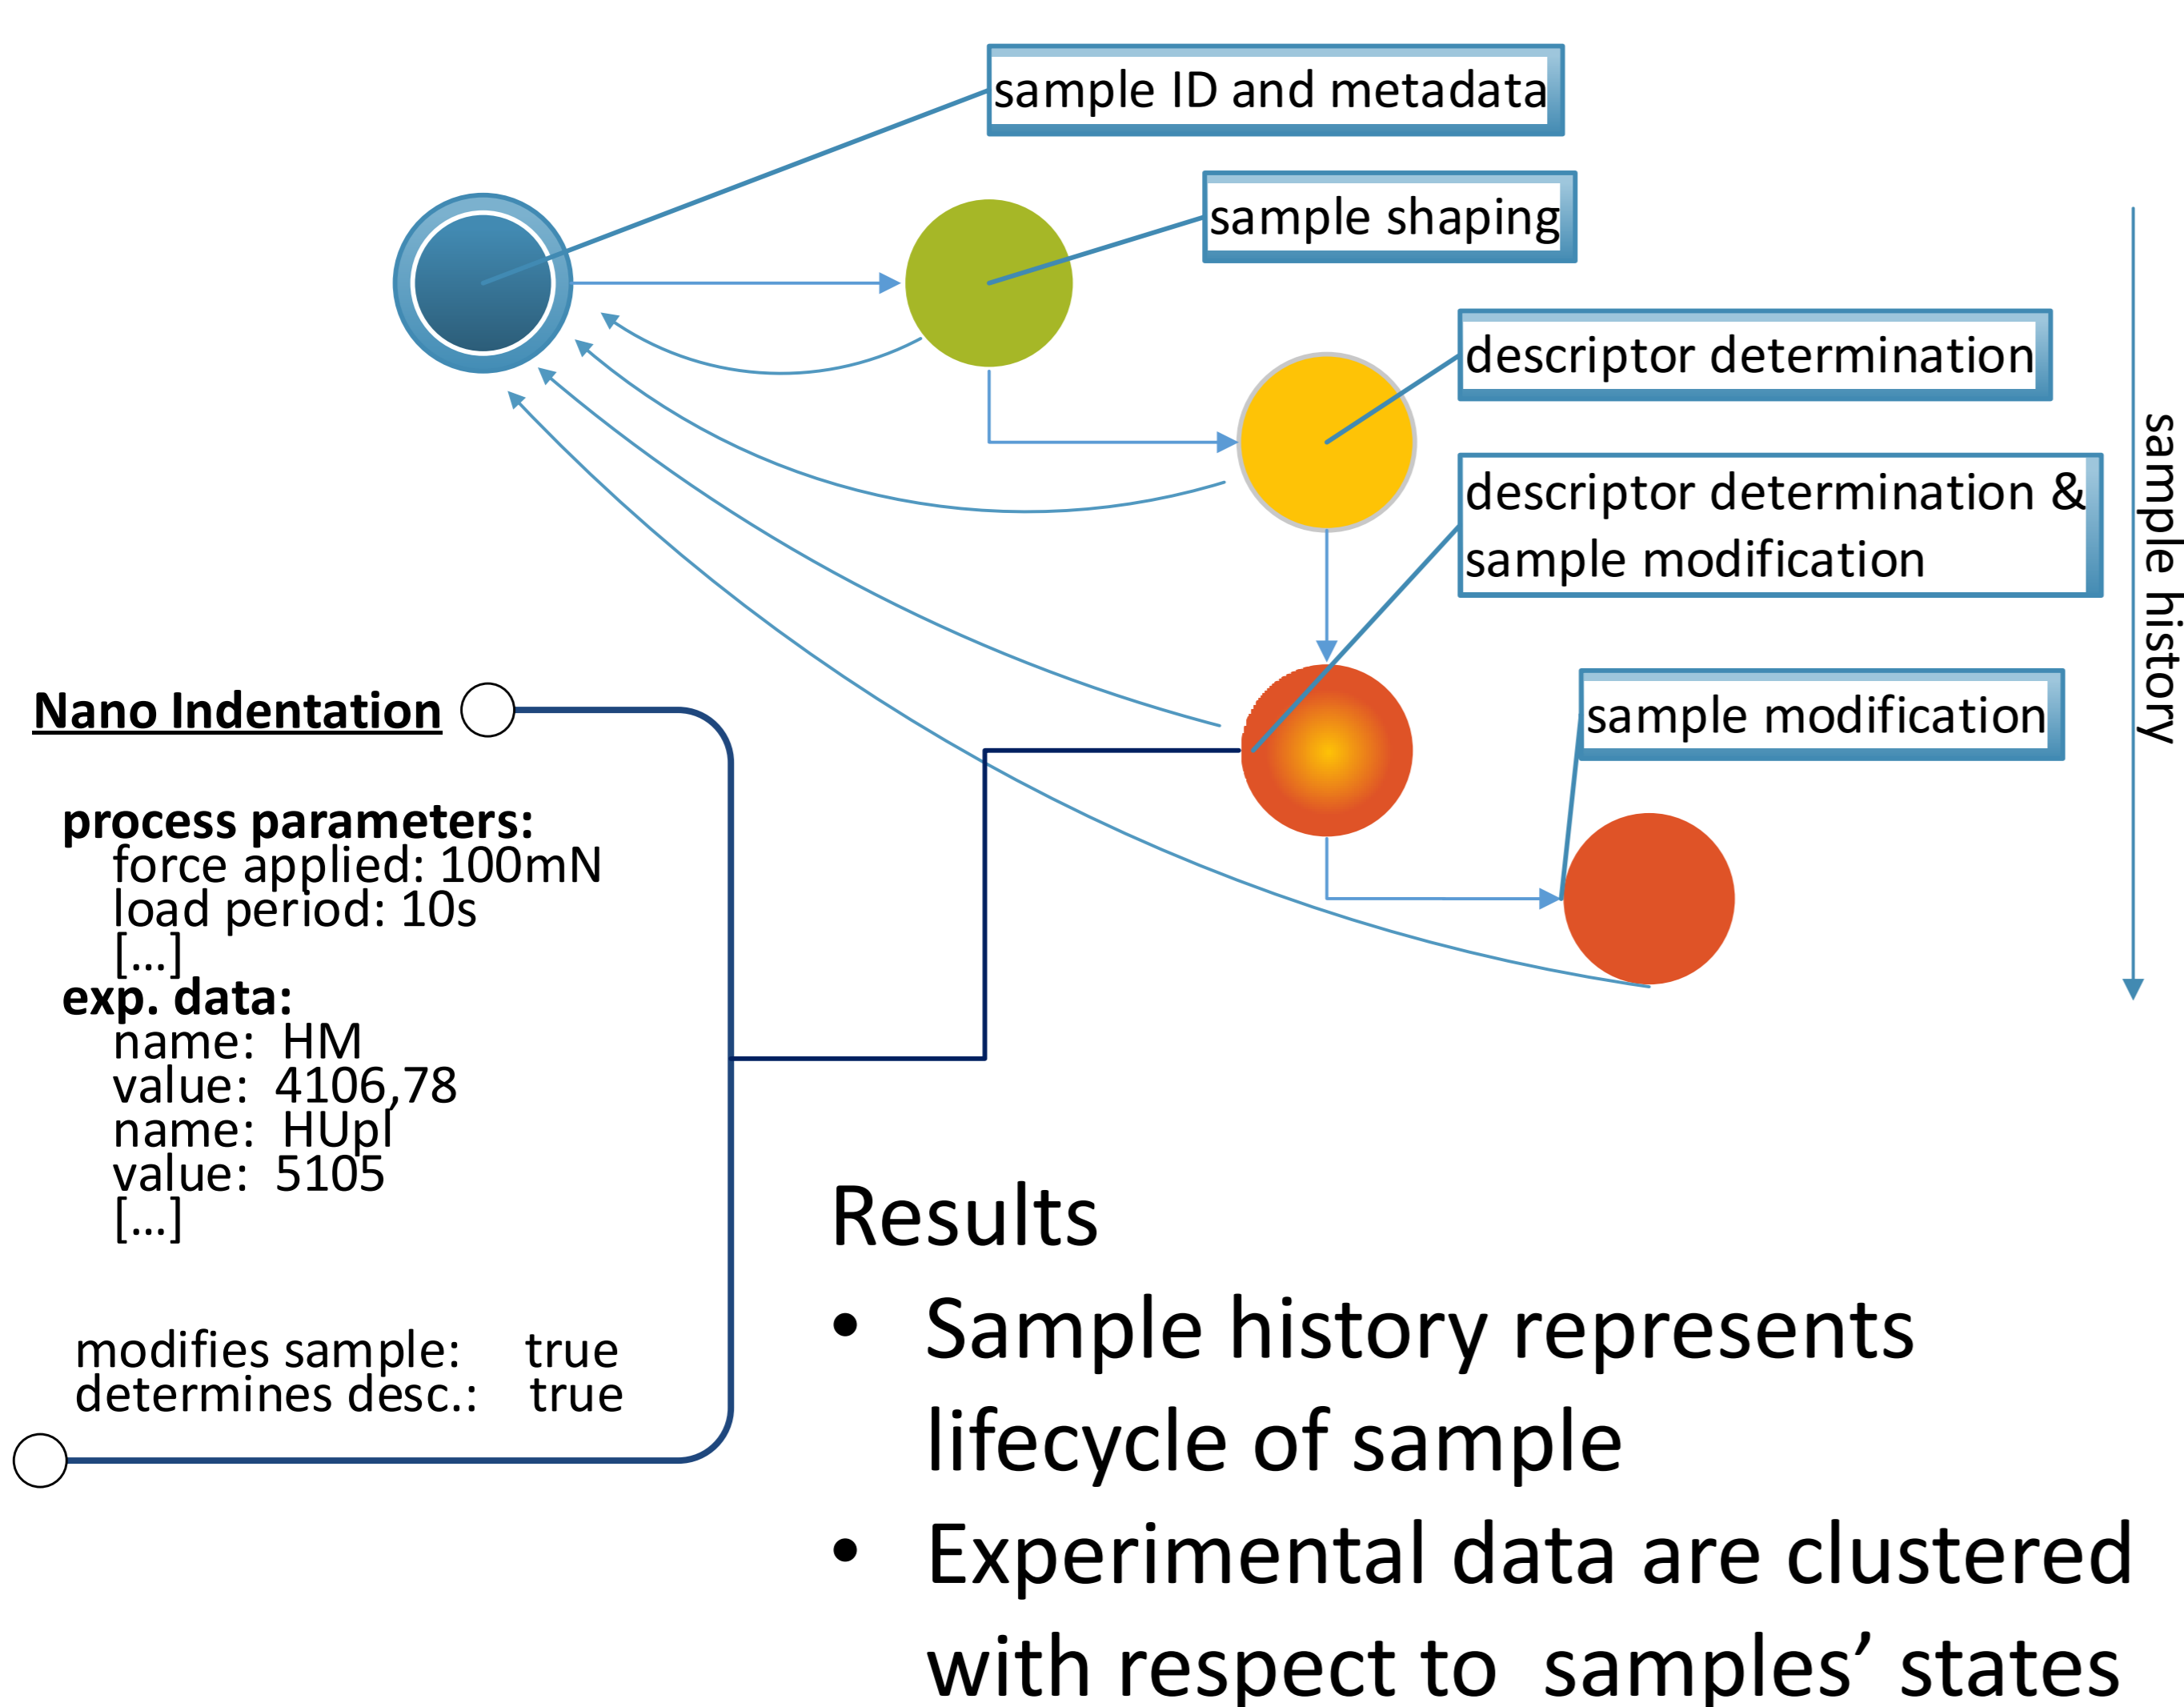 sample ID and metadata
sample shaping
descriptor determination
descriptor determination &
sample modification
sample modification
sample history
Nano Indentation
process parameters:
force applied: 100mN
load period: 10s
[...]
exp. data:
name: HM
value: 4106,78
name: HUpl
value: 5105
[...]
modifies sample: true
determines desc.: true
Results
• Sample history represents
lifecycle of sample
• Experimental data are clustered
with respect to samples’ states